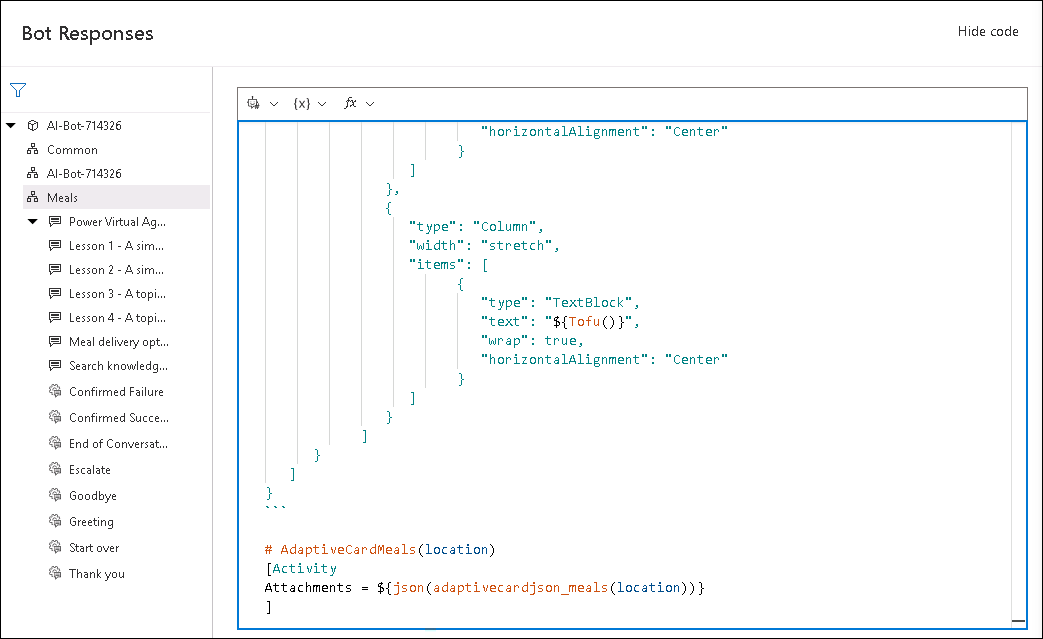 Bot Responses
Hide code
AI-Bot-714326
Common
AI-Bot-714326
Meals
Power Virtual Ag...
Lesson 1 - A sim...
Lesson 2 - A sim...
Lesson 3 - A topi...
Lesson 4 - A topi...
Meal delivery opt...
Search knowledg...
Confirmed Failure
Confirmed Succe...
End of Conversat...
Escalate
Goodbye
Greeting
Start over
Thank you
{x}
fx
"horizontalAlignment": "Center"
}
]
},
{
"type": "Column",
"width": "stretch",
"items": [
{
"type": "TextBlock",
"text": "${Tofu()}",
"wrap": true,
"horizontalAlignment": "Center"
}
]
}
]
}
]
}
```
# AdaptiveCardMeals(location)
[Activity
Attachments = ${json(adaptivecardjson_meals(location))}
]